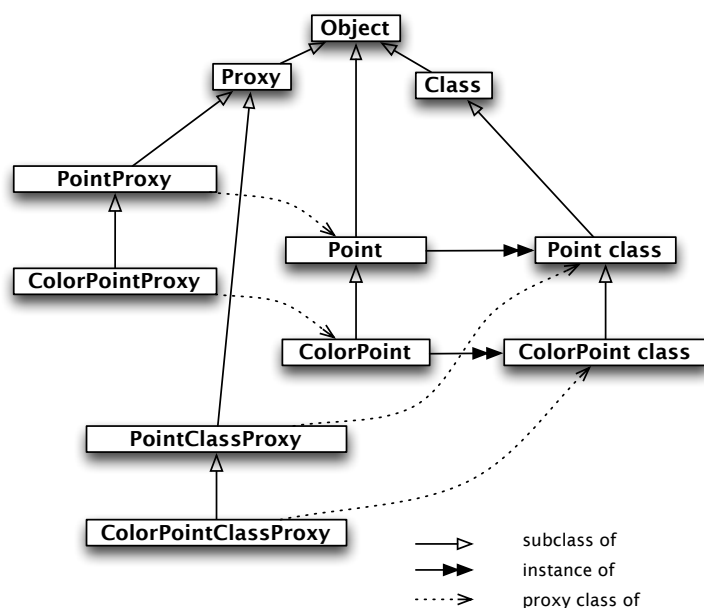 Object
Proxy
Class
PointProxy
Point
Point class
ColorPointProxy
ColorPoint
ColorPoint class
PointClassProxy
ColorPointClassProxy
subclass of
instance of
proxy class of